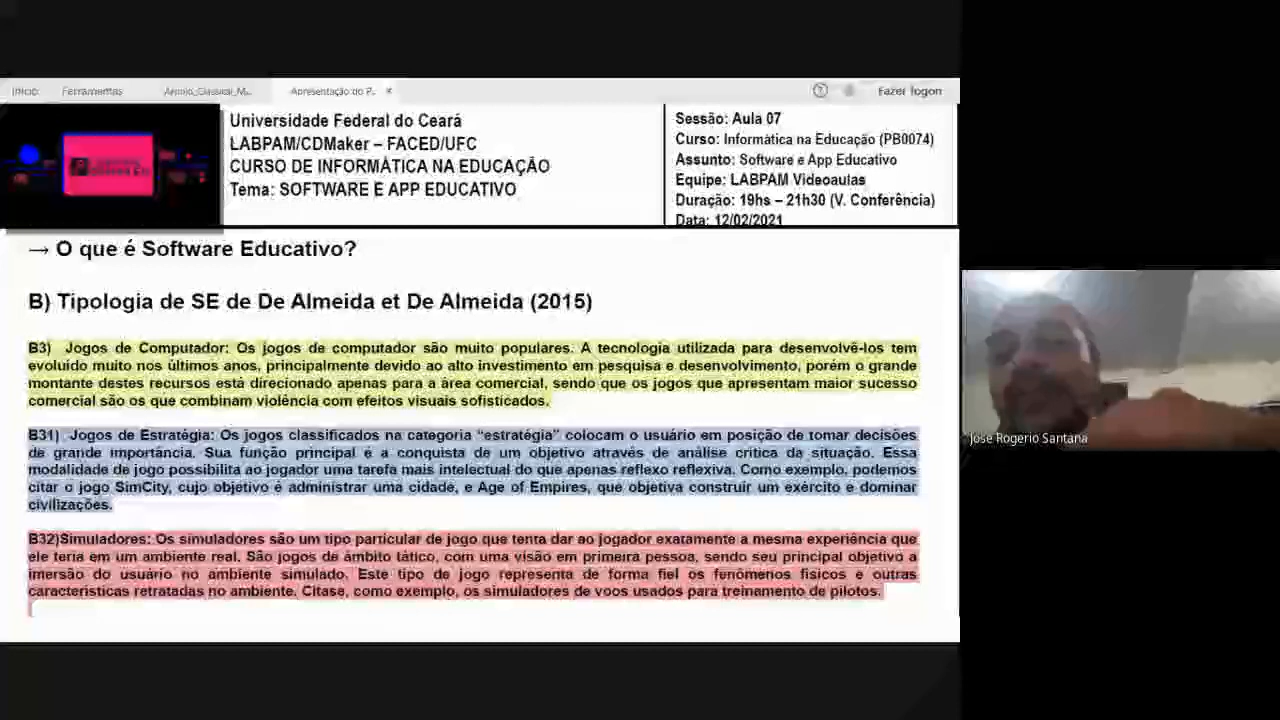 Início Ferramentas Apresentação do P... × Fazer logon
Universidade Federal do Ceará
LABPAM/CDMaker – FACED/UFC
CURSO DE INFORMÁTICA NA EDUCAÇÃO
Tema: SOFTWARE E APP EDUCATIVO
Sessão: Aula 07
Curso: Informática na Educação (PB0074)
Assunto: Software e App Educativo
Equipe: LABPAM Videoaulas
Duração: 19hs – 21h30 (V. Conferência)
Data: 12/02/2021
→ O que é Software Educativo?
B) Tipologia de SE de De Almeida et De Almeida (2015)
B3) Jogos de Computador: Os jogos de computador são muito populares. A tecnologia utilizada para desenvolvê-los tem
evoluído muito nos últimos anos, principalmente devido ao alto investimento em pesquisa e desenvolvimento, porém o grande
montante destes recursos está direcionado apenas para a área comercial, sendo que os jogos que apresentam maior sucesso
comercial são os que combinam violência com efeitos visuais sofisticados.
B31) Jogos de Estratégia: Os jogos classificados na categoria “estratégia” colocam o usuário em posição de tomar decisões
de grande importância. Sua função principal é a conquista de um objetivo através de análise crítica da situação. Essa
modalidade de jogo possibilita ao jogador uma tarefa mais intelectual do que apenas reflexo reflexiva. Como exemplo, podemos
citar o jogo SimCity, cujo objetivo é administrar uma cidade, e Age of Empires, que objetiva construir um exército e dominar
civilizações.
B32)Simuladores: Os simuladores são um tipo particular de jogo que tenta dar ao jogador exatamente a mesma experiência que
ele teria em um ambiente real. São jogos de âmbito tático, com uma visão em primeira pessoa, sendo seu principal objetivo a
imersão do usuário no ambiente simulado. Este tipo de jogo representa de forma fiel os fenômenos físicos e outras
características retratadas no ambiente. Citase, como exemplo, os simuladores de voos usados para treinamento de pilotos.
Jose Rogerio Santana